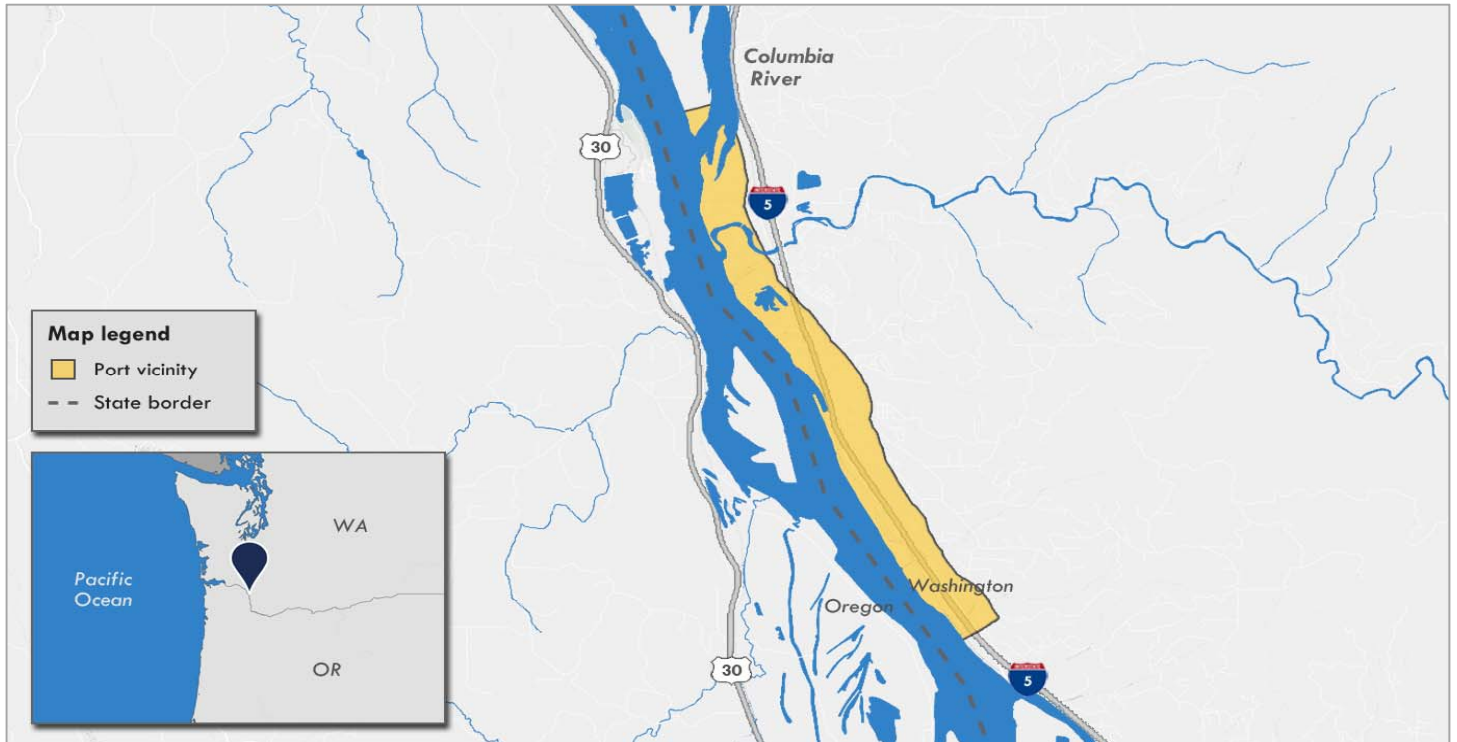 Columbia
River
30
5
Map legend
Port vicinity
State border
WA
Pacific
Ocean
OR
Washington
Oregon
30
5